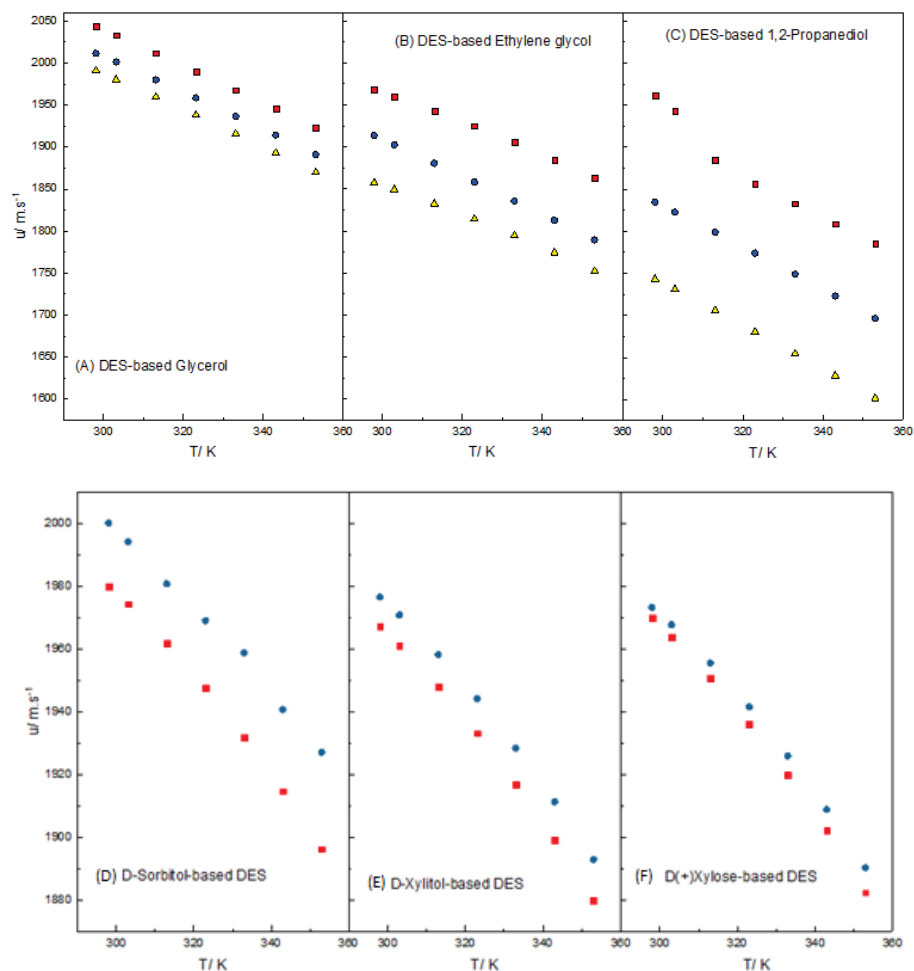 2050
2000
1950
1900
1850
1800
1750
1700
1650
1600
u/ m.s⁻¹
(A) DES-based Glycerol
(B) DES-based Ethylene glycol
(C) DES-based 1,2-Propanediol
300 320 340 360 300 320 340 360 300 320 340 360
T/ K T/ K T/ K
2000
1980
1960
1940
1920
1900
1880
u/ m.s⁻¹
(D) D-Sorbitol-based DES
(E) D-Xylitol-based DES
(F) D(+)Xylose-based DES
300 320 340 360 300 320 340 360 300 320 340 360
T/ K T/ K T/ K